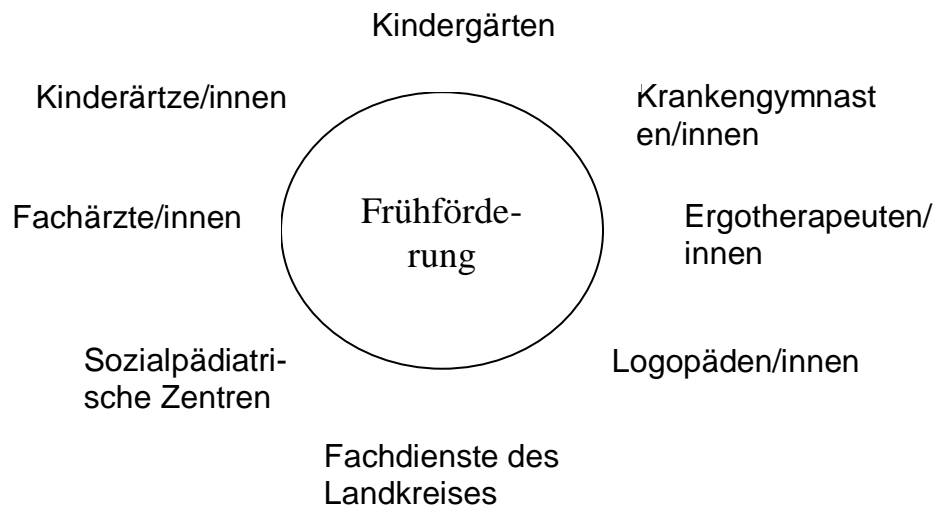 Kindergärten
Kinderärtze/innen
Krankengymnast
en/innen
Fachärzte/innen
Frühförde-
rung
Ergotherapeuten/
innen
Sozialpädiatri-
sche Zentren
Logopäden/innen
Fachdienste des
Landkreises